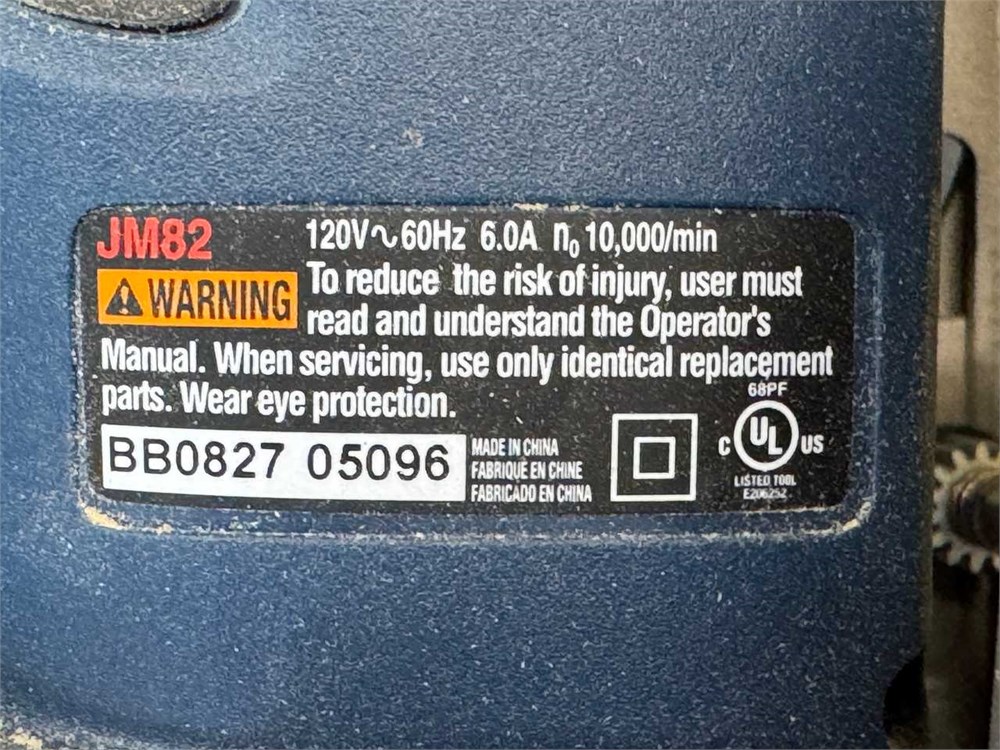 JM82
120V～60Hz 6.0A n₀ 10,000/min
⚠ WARNING
To reduce the risk of injury, user must
read and understand the Operator's
Manual. When servicing, use only identical replacement
parts. Wear eye protection.
68PF
BB0827 05096
MADE IN CHINA
FABRIQUE EN CHINE
FABRICADO EN CHINA
C UL US
LISTED TOOL
E206252